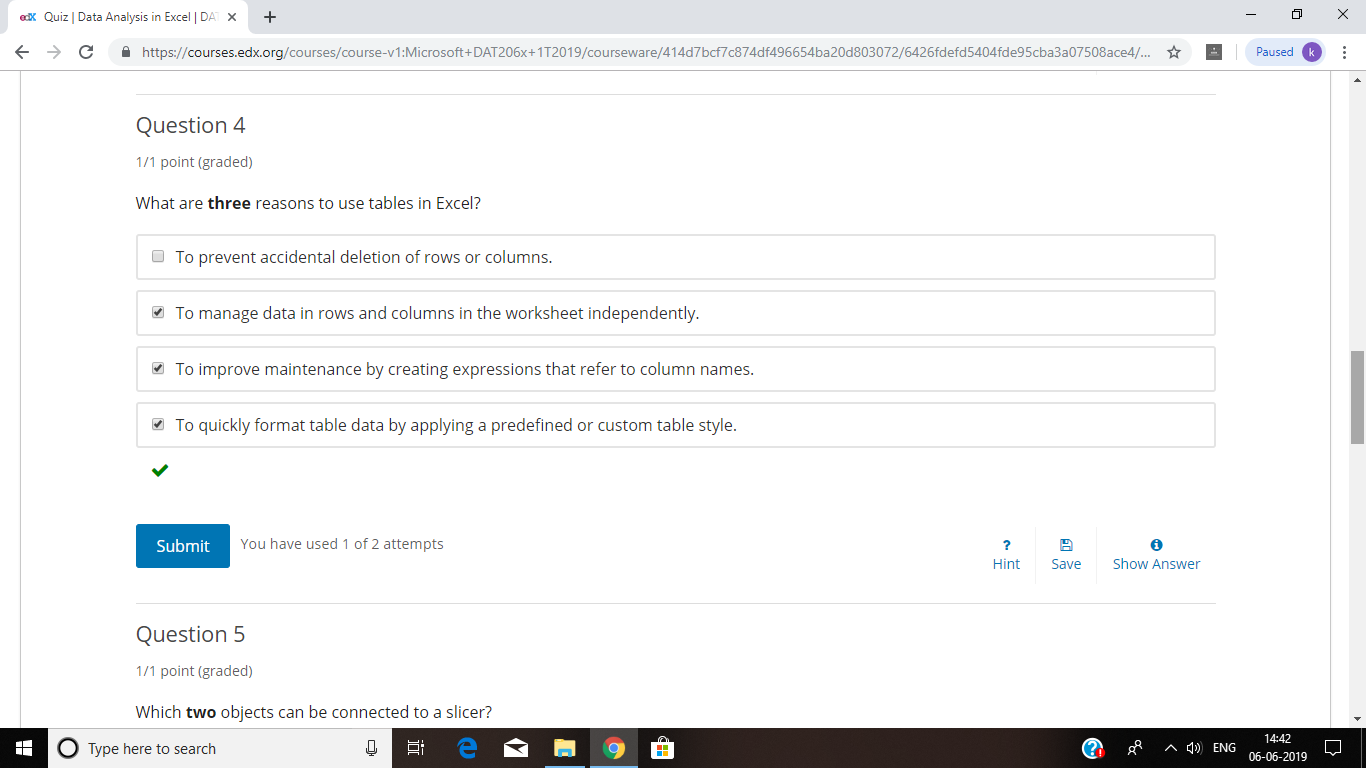 edX Quiz | Data Analysis in Excel | DA
https://courses.edx.org/courses/course-v1:Microsoft+DAT206x+1T2019/courseware/414d7bcf7c874df496654ba20d803072/6426fdefd5404fde95cba3a07508ace4/...
Paused k
Question 4
1/1 point (graded)
What are three reasons to use tables in Excel?
To prevent accidental deletion of rows or columns.
To manage data in rows and columns in the worksheet independently.
To improve maintenance by creating expressions that refer to column names.
To quickly format table data by applying a predefined or custom table style.
Submit You have used 1 of 2 attempts
? Hint
Save
Show Answer
Question 5
1/1 point (graded)
Which two objects can be connected to a slicer?
Type here to search
ENG
14:42
06-06-2019